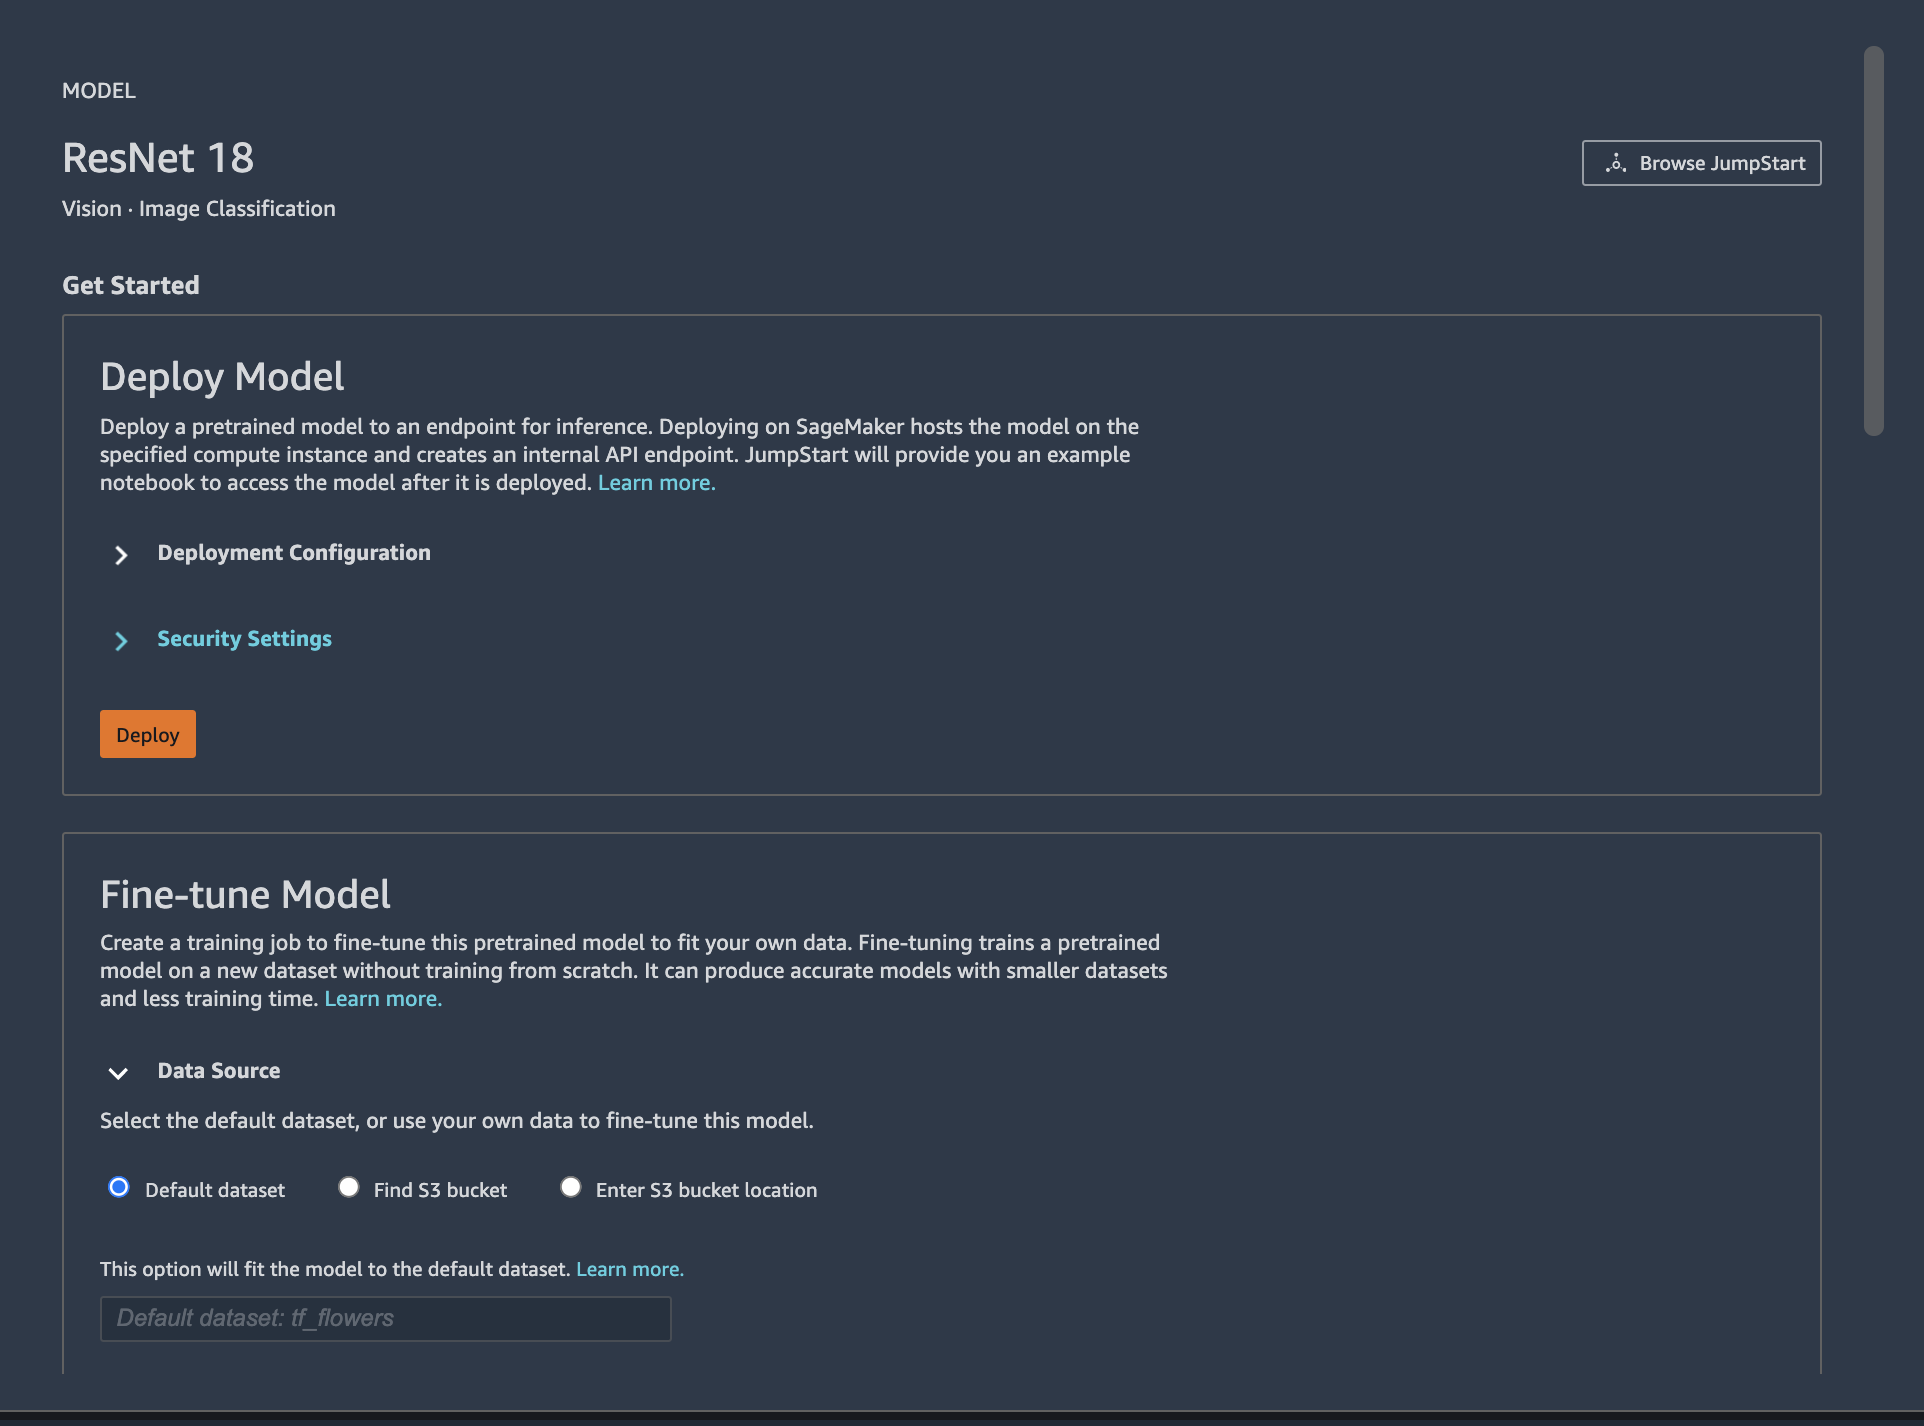 MODEL
ResNet 18
Browse JumpStart
Vision · Image Classification
Get Started
Deploy Model
Deploy a pretrained model to an endpoint for inference. Deploying on SageMaker hosts the model on the
specified compute instance and creates an internal API endpoint. JumpStart will provide you an example
notebook to access the model after it is deployed. Learn more.
Deployment Configuration
Security Settings
Deploy
Fine-tune Model
Create a training job to fine-tune this pretrained model to fit your own data. Fine-tuning trains a pretrained
model on a new dataset without training from scratch. It can produce accurate models with smaller datasets
and less training time. Learn more.
Data Source
Select the default dataset, or use your own data to fine-tune this model.
Default dataset Find S3 bucket Enter S3 bucket location
This option will fit the model to the default dataset. Learn more.
Default dataset: tf_flowers